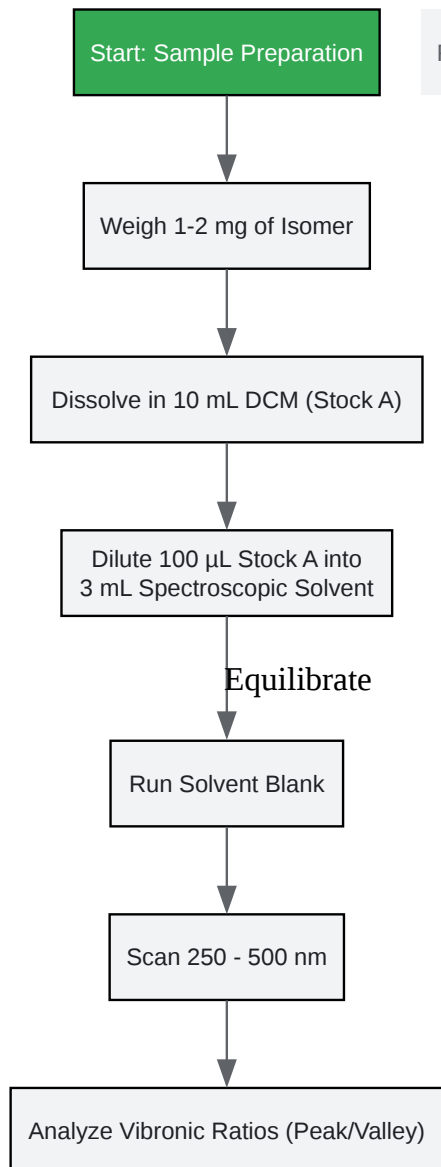 Start: Sample Preparation
Weigh 1-2 mg of Isomer
Dissolve in 10 mL DCM (Stock A)
Dilute 100 µL Stock A into
3 mL Spectroscopic Solvent
Equilibrate
Run Solvent Blank
Scan 250 - 500 nm
Analyze Vibronic Ratios (Peak/Valley)